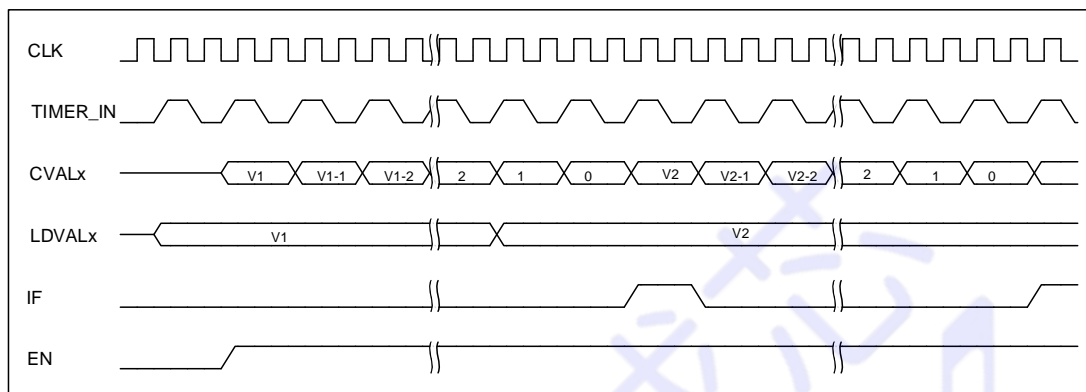 CLK
TIMER_IN
CVALx V1 V1-1 V1-2 2 1 0 V2 V2-1 V2-2 2 1 0
LDVALx V1 V2
IF
EN